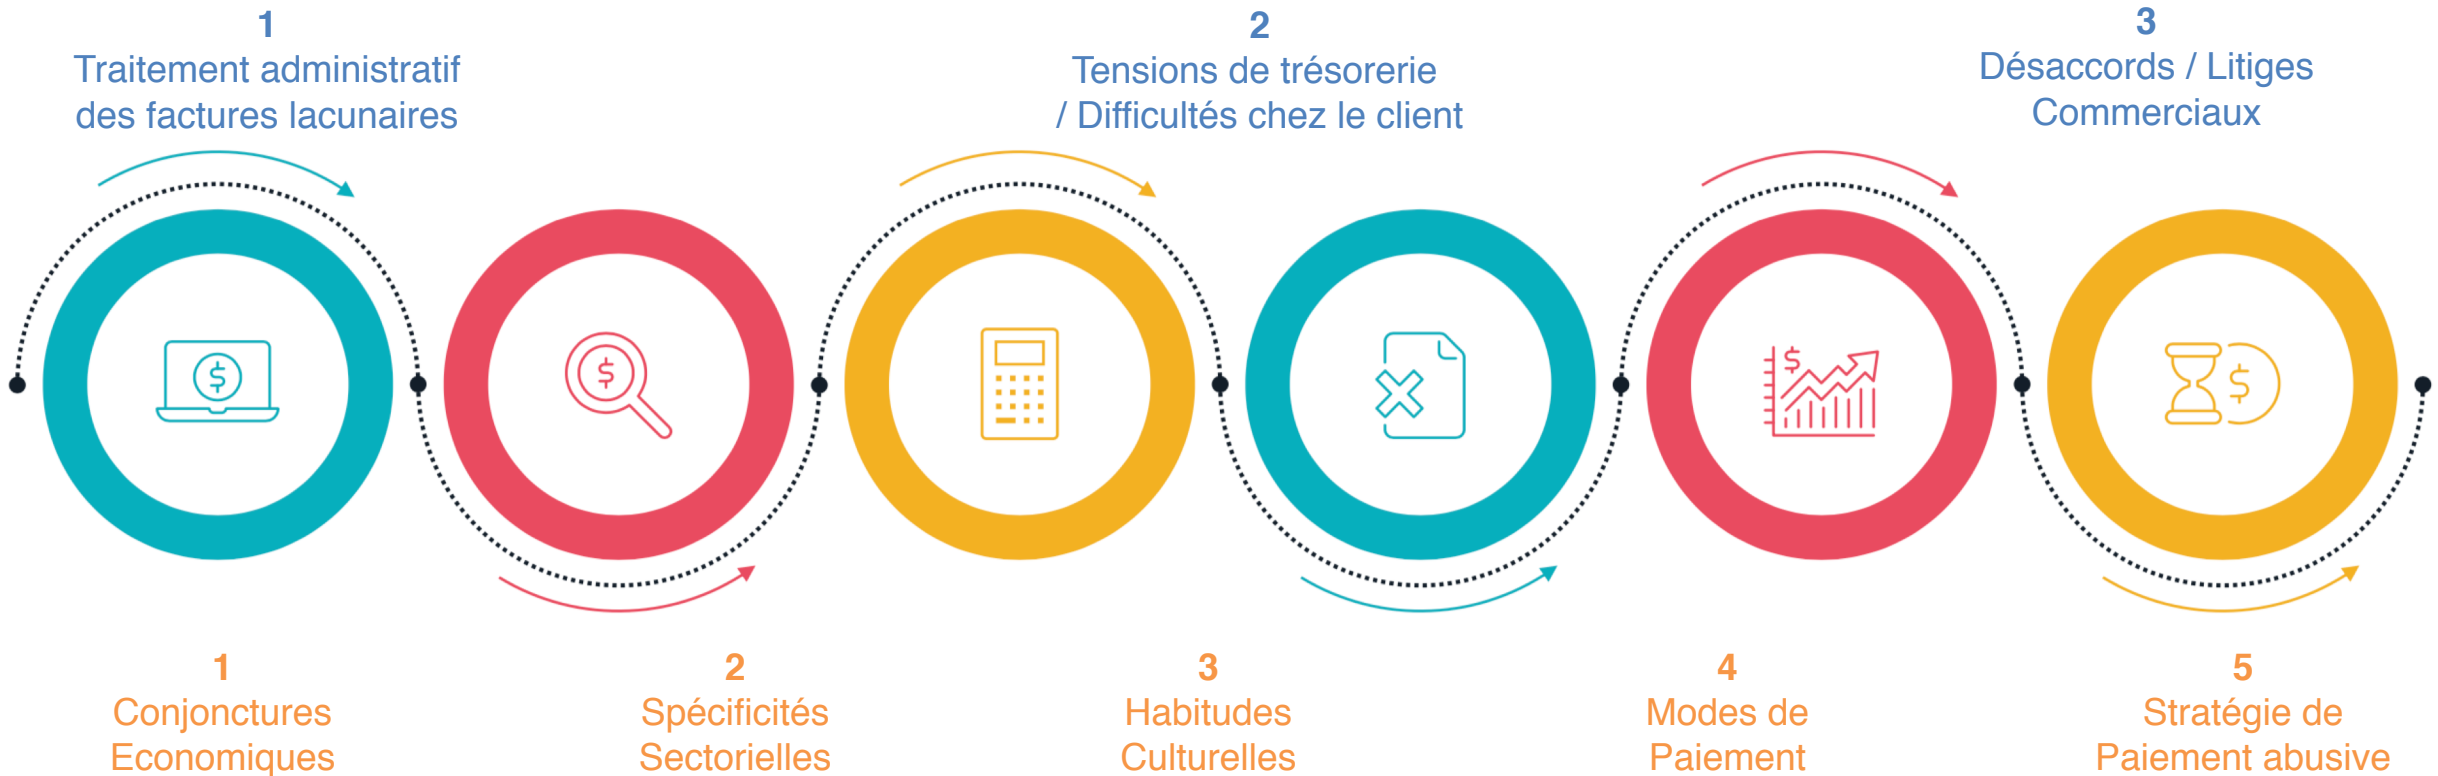 1
Traitement administratif
des factures lacunaires
2
Tensions de trésorerie
/ Difficultés chez le client
3
Désaccords / Litiges
Commerciaux
$
$
$
$
1
Conjonctures
Economiques
2
Spécificités
Sectorielles
3
Habitudes
Culturelles
4
Modes de
Paiement
5
Stratégie de
Paiement abusive